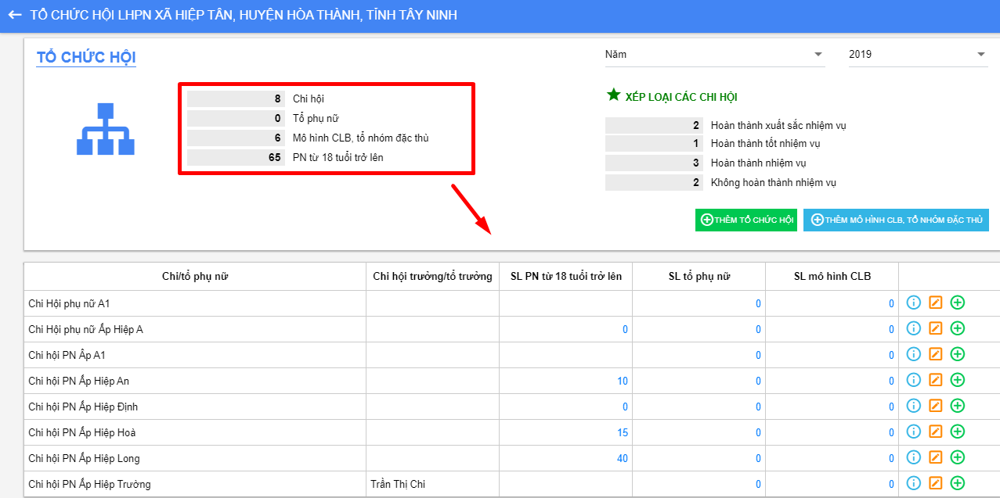 TỔ CHỨC HỘI LHPN XÃ HIỆP TÂN, HUYỆN HÒA THÀNH, TỈNH TÂY NINH
TỔ CHỨC HỘI
Năm 2019
8 Chi hội
0 Tổ phụ nữ
6 Mô hình CLB, tổ nhóm đặc thù
65 PN từ 18 tuổi trở lên
XẾP LOẠI CÁC CHI HỘI
2 Hoàn thành xuất sắc nhiệm vụ
1 Hoàn thành tốt nhiệm vụ
3 Hoàn thành nhiệm vụ
2 Không hoàn thành nhiệm vụ
THÊM TỔ CHỨC HỘI THÊM MÔ HÌNH CLB, TỔ NHÓM ĐẶC THÙ
Chi/tổ phụ nữ Chi hội trưởng/tổ trưởng SL PN từ 18 tuổi trở lên SL tổ phụ nữ SL mô hình CLB
Chi Hội phụ nữ A1 0 0
Chi Hội phụ nữ Ấp Hiệp A 0 0 0
Chi hội PN Âp A1 0 0
Chi hội PN Ấp Hiệp An 10 0 0
Chi hội PN Ấp Hiệp Định 0 0 0
Chi hội PN Ấp Hiệp Hoà 15 0 0
Chi hội PN Ấp Hiệp Long 40 0 0
Chi hội PN Ấp Hiệp Trường Trần Thị Chi 0 0